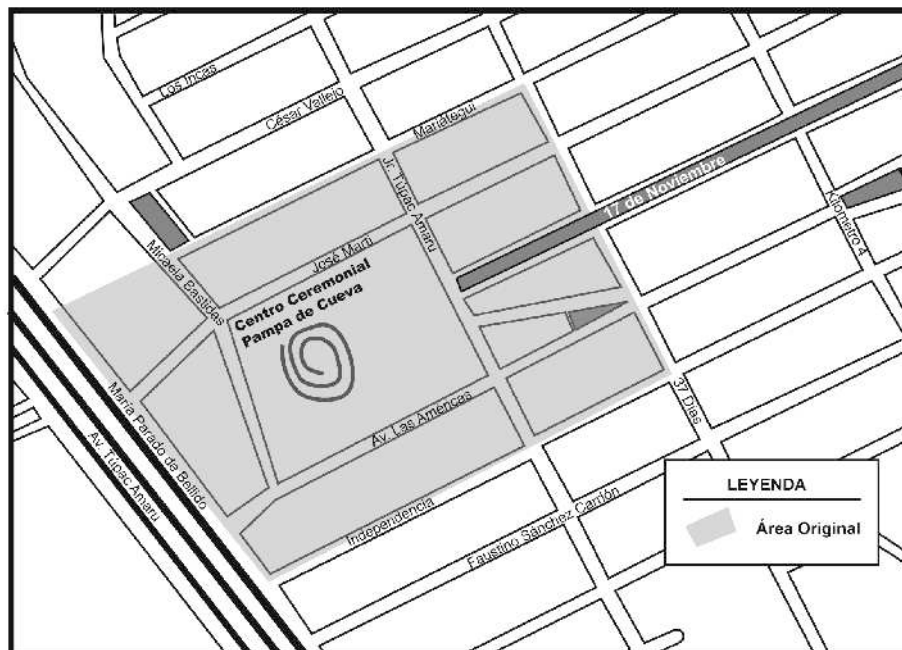 Los Incas
César Vallejo
Mariátegui
Jr. Túpac Amaru
17 de Noviembre
Kilometro 4
Micaela Bastidas
José Martí
Centro Ceremonial
Pampa de Cueva
María Parado de Bellido
Av. Túpac Amaru
Av. Las Américas
37 Días
Independencia
Faustino Sánchez Carrión
LEYENDA
Área Original